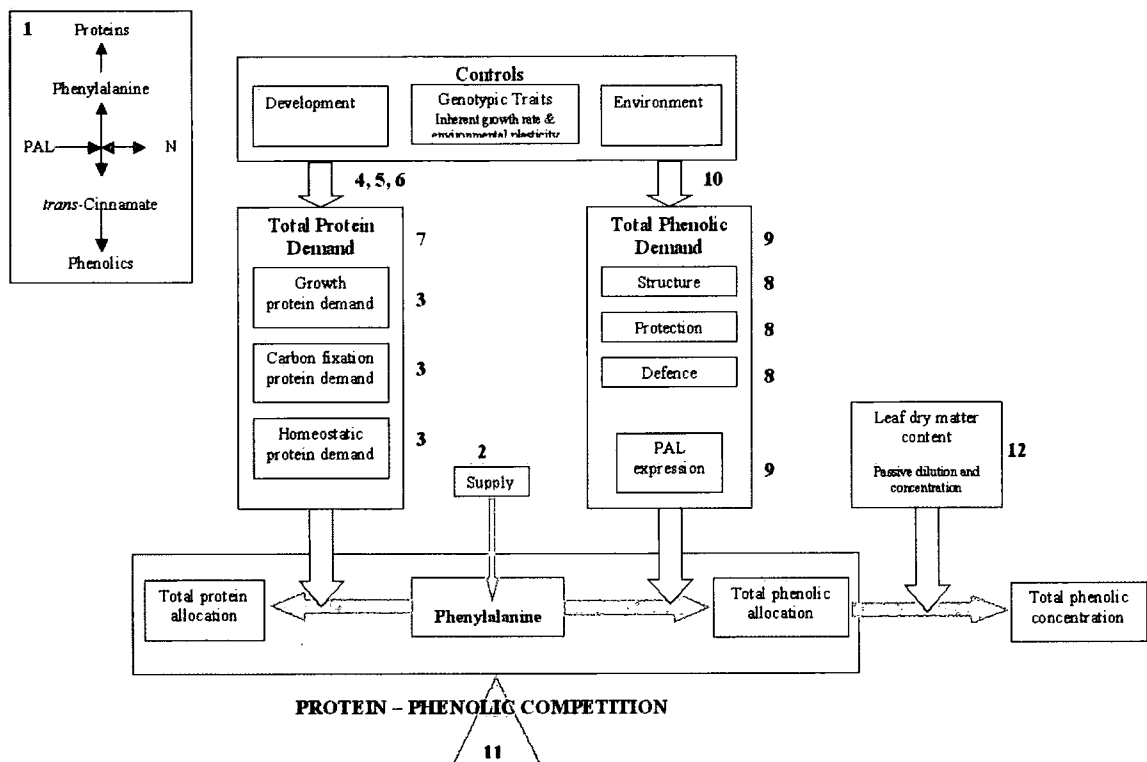 1
Proteins
Phenylalanine
PAL
N
trans-Cinnamate
Phenolics
Controls
Development
Genotypic Traits
Inherent growth rate &
environmental plasticity
Environment
4, 5, 6
10
Total Protein
Demand
7
Growth
protein demand
3
Carbon fixation
protein demand
3
Homeostatic
protein demand
3
2
Supply
Total Phenolic
Demand
9
Structure
8
Protection
8
Defence
8
PAL
expression
9
Leaf dry matter
content
Passive dilution and
concentration
12
Total protein
allocation
Phenylalanine
Total phenolic
allocation
Total phenolic
concentration
PROTEIN – PHENOLIC COMPETITION
11